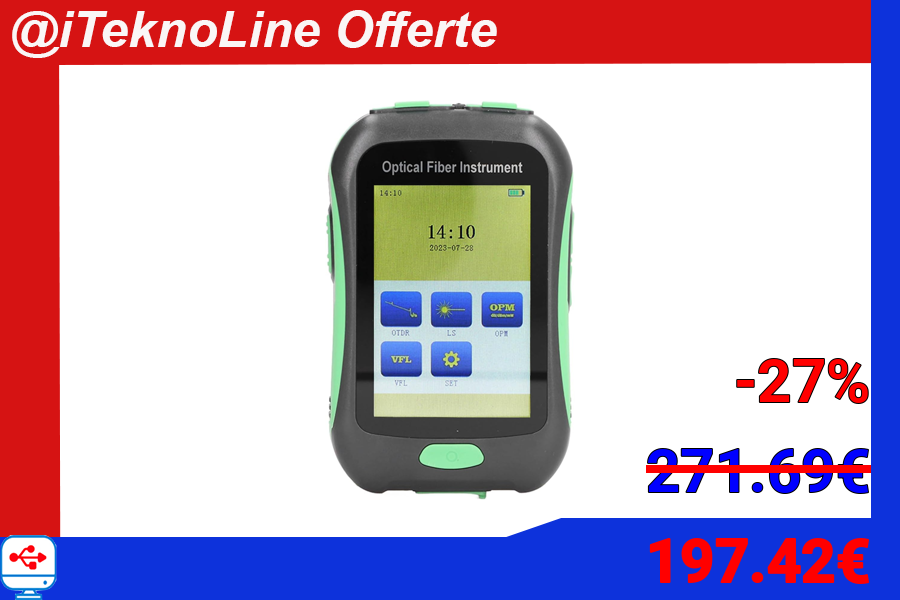 @iTeknoLine Offerte
Optical Fiber Instrument
14:10
14:10
2023-07-28
OPM
OTDR
LS
OPM
VFL
VFL
SET
-27%
271.69€
197.42€